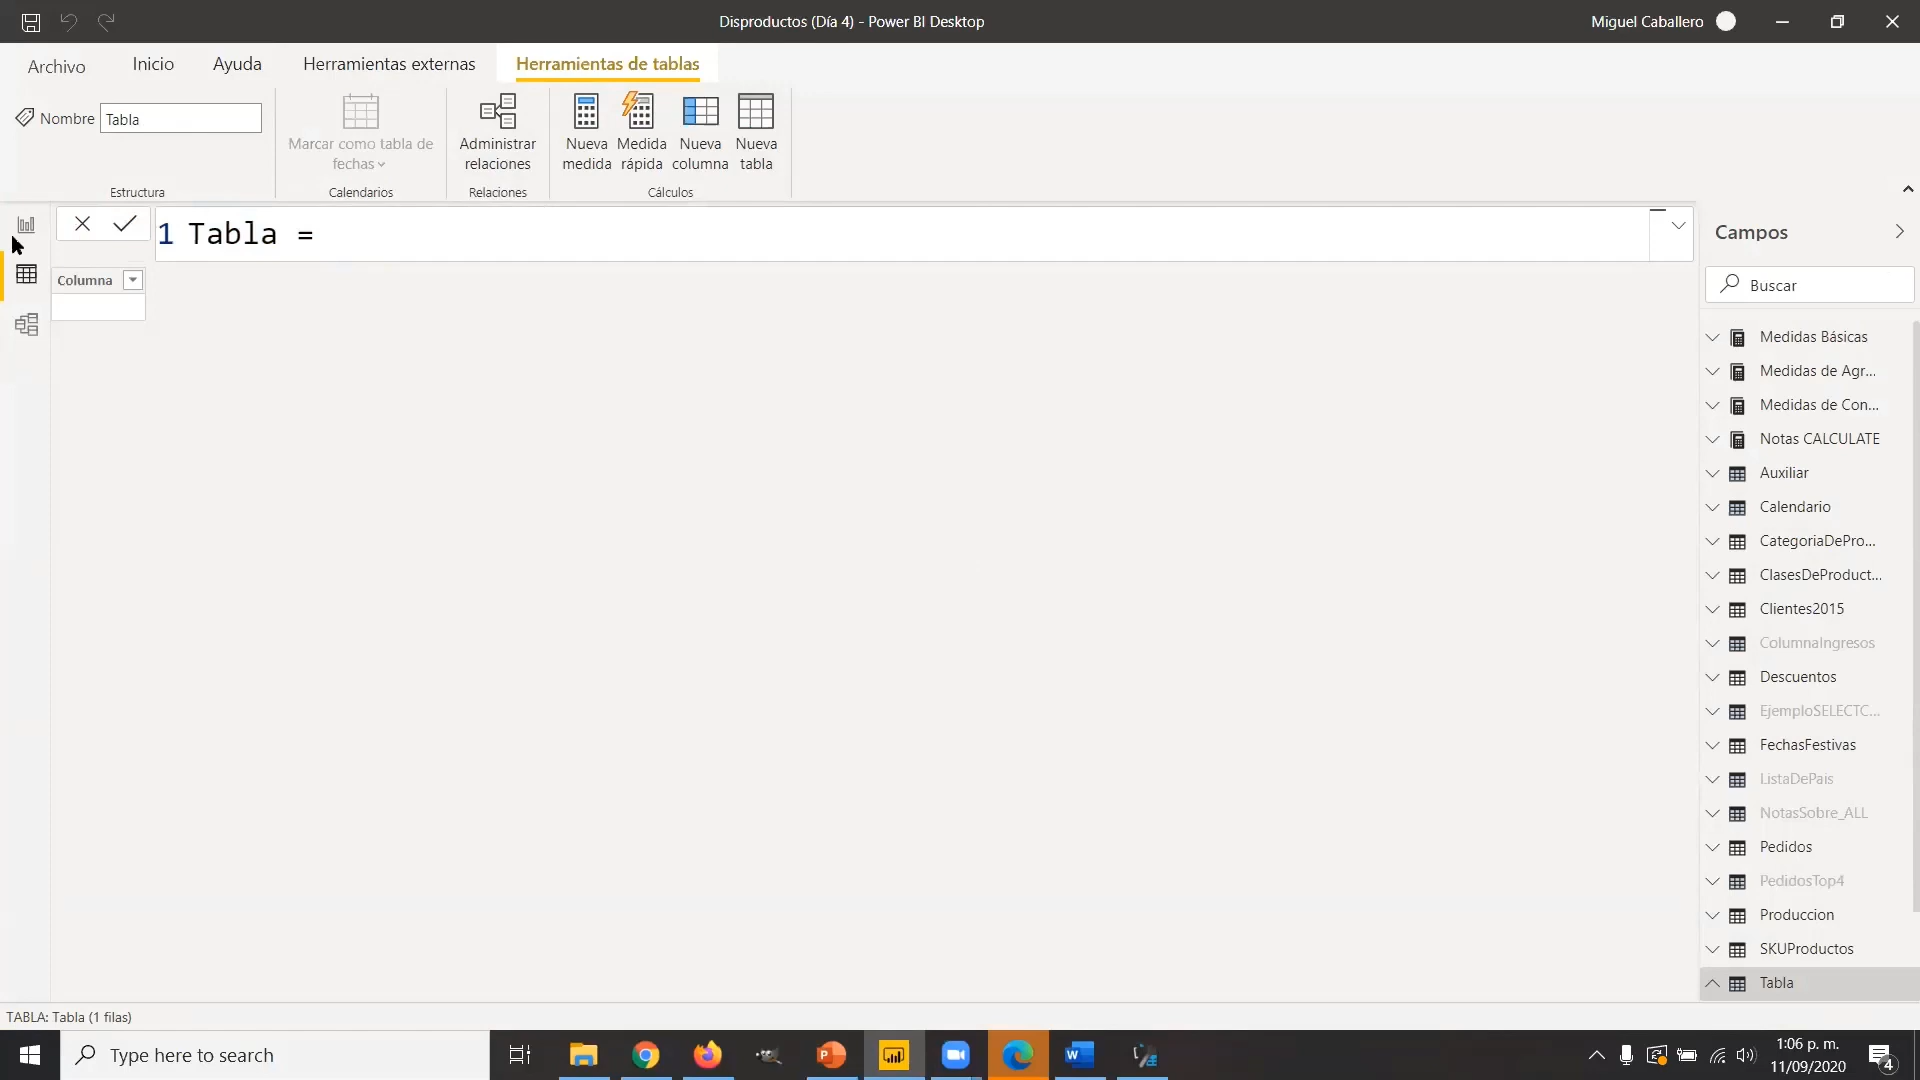 Disproductos (Día 4) - Power BI Desktop
Miguel Caballero
Archivo
Inicio
Ayuda
Herramientas externas
Herramientas de tablas
Nombre
Tabla
Marcar como tabla de
fechas
Administrar
relaciones
Nueva
medida
Medida
rápida
Nueva
columna
Nueva
tabla
Estructura
Calendarios
Relaciones
Cálculos
1 Tabla =
Columna
Campos
Buscar
Medidas Básicas
Medidas de Agr...
Medidas de Con...
Notas CALCULATE
Auxiliar
Calendario
CategoriaDePro...
ClasesDeProduct...
Clientes2015
ColumnaIngresos
Descuentos
EjemploSELECTC...
FechasFestivas
ListaDePais
NotasSobre_ALL
Pedidos
PedidosTop4
Produccion
SKUProductos
Tabla
TABLA: Tabla (1 filas)
Type here to search
1:06 p. m.
11/09/2020
4